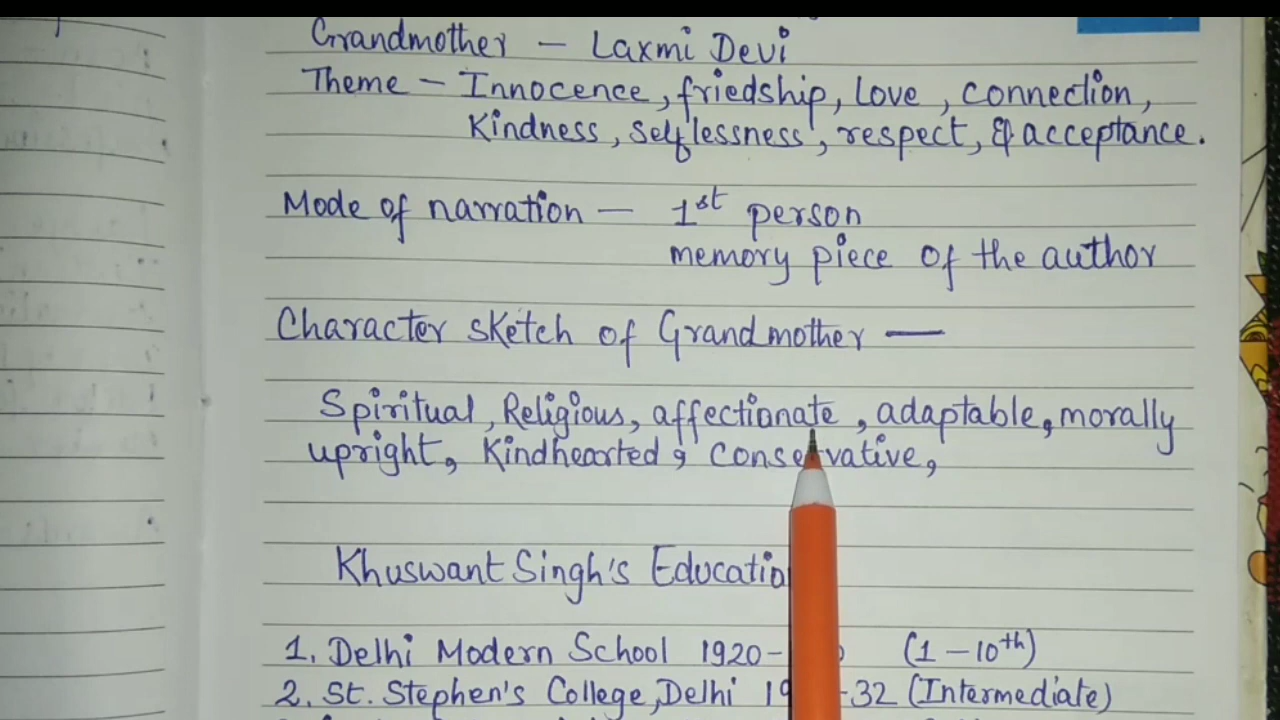 Grandmother – Laxmi Devi
Theme – Innocence, friedship, Love, connection,
Kindness, selflessness, respect, & acceptance.
Mode of narration – 1st person
memory piece of the author
Character sketch of Grandmother —
Spiritual, Religious, affectionate, adaptable, morally
upright, Kindhearted, conservative,
Khuswant Singh's
1. Delhi Modern School 1920- (1-10th)
2. St. Stephen's College, Delhi -32 (Intermediate)